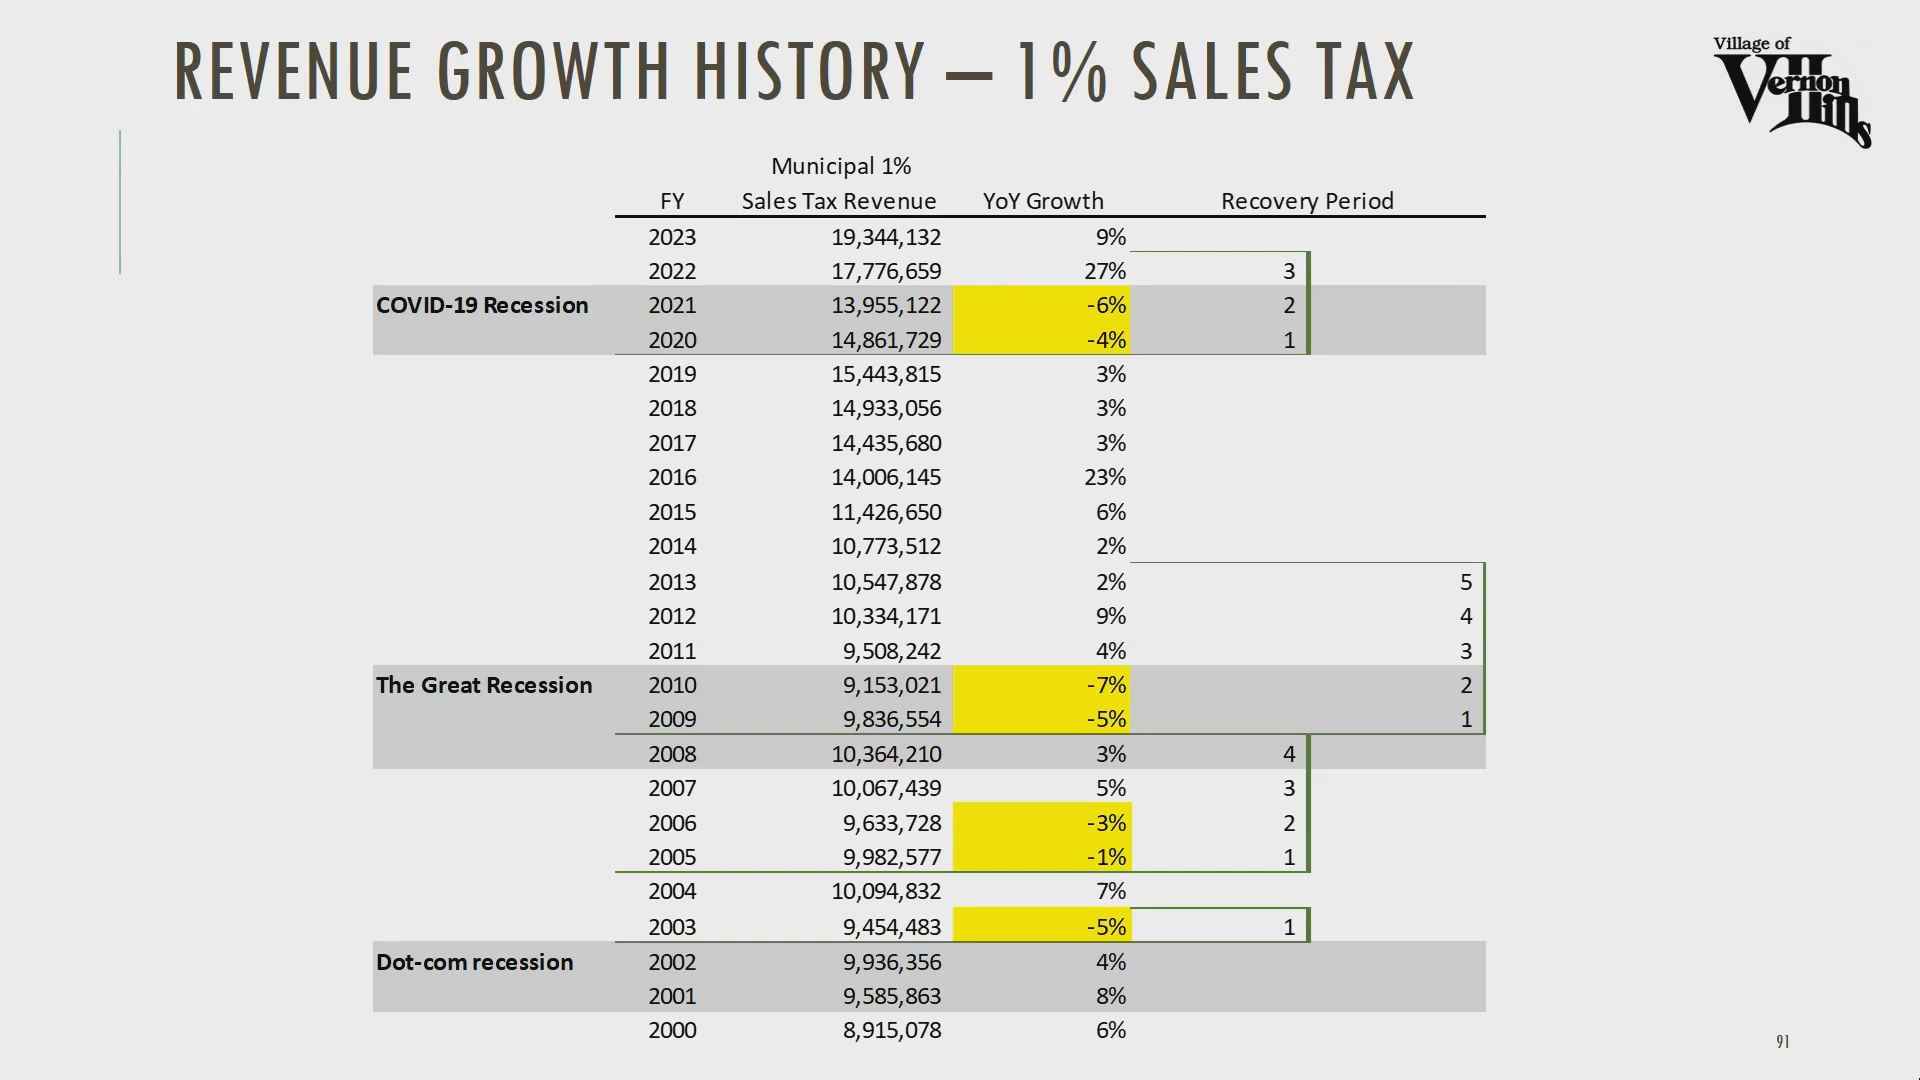 REVENUE GROWTH HISTORY – 1% SALES TAX
Village of
Vernon
Hills
Municipal 1%
FY Sales Tax Revenue YoY Growth Recovery Period
2023 19,344,132 9%
2022 17,776,659 27% 3
COVID-19 Recession 2021 13,955,122 -6% 2
2020 14,861,729 -4% 1
2019 15,443,815 3%
2018 14,933,056 3%
2017 14,435,680 3%
2016 14,006,145 23%
2015 11,426,650 6%
2014 10,773,512 2%
2013 10,547,878 2% 5
2012 10,334,171 9% 4
2011 9,508,242 4% 3
The Great Recession 2010 9,153,021 -7% 2
2009 9,836,554 -5% 1
2008 10,364,210 3% 4
2007 10,067,439 5% 3
2006 9,633,728 -3% 2
2005 9,982,577 -1% 1
2004 10,094,832 7%
2003 9,454,483 -5% 1
Dot-com recession 2002 9,936,356 4%
2001 9,585,863 8%
2000 8,915,078 6%
91